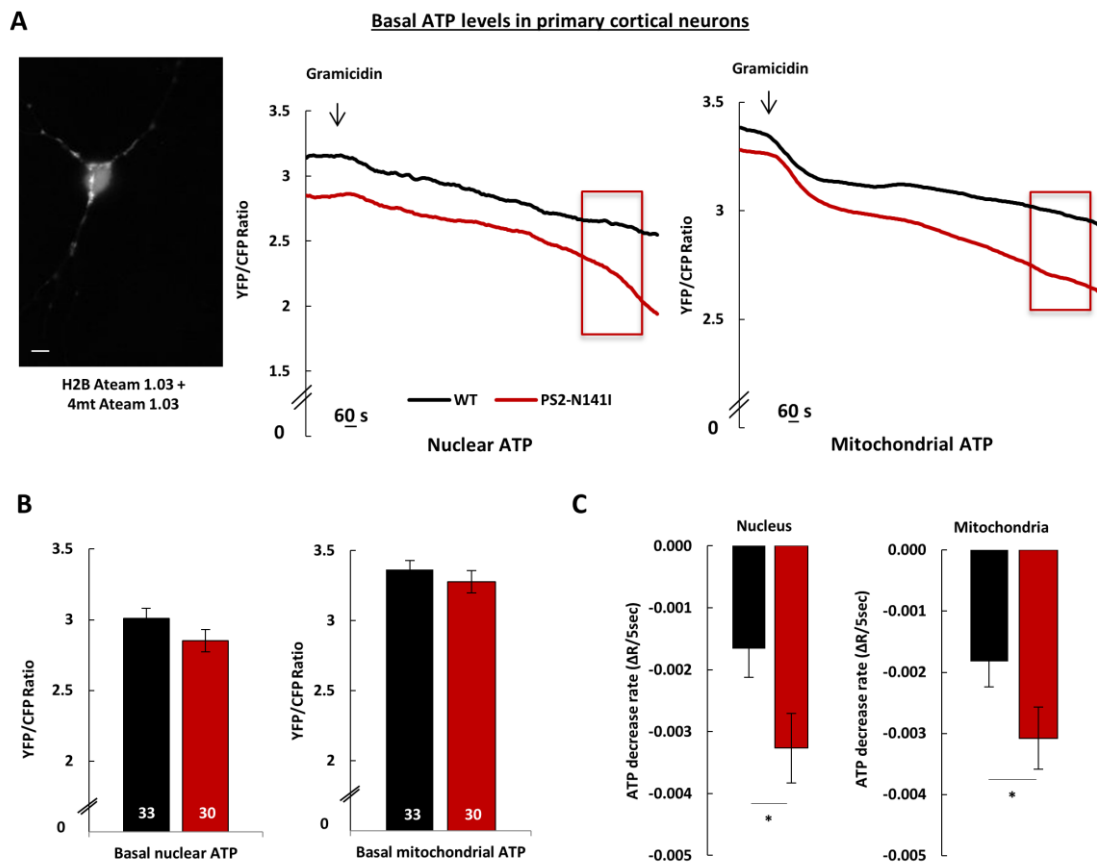 Basal ATP levels in primary cortical neurons
A
H2B Ateam 1.03 +
4mt Ateam 1.03
Gramicidin
YFP/CFP Ratio
3.5
3
2.5
2
1.5
0
WT
PS2-N141I
60 s
Nuclear ATP
Gramicidin
YFP/CFP Ratio
3.5
3
2.5
0
60 s
Mitochondrial ATP
B
YFP/CFP Ratio
3.5
3
2.5
2
0
33
30
Basal nuclear ATP
YFP/CFP Ratio
3.5
3
2.5
2
0
33
30
Basal mitochondrial ATP
C
Nucleus
ATP decrease rate (ΔR/5sec)
0.000
-0.001
-0.002
-0.003
-0.004
-0.005
*
Mitochondria
ATP decrease rate (ΔR/5sec)
0.000
-0.001
-0.002
-0.003
-0.004
-0.005
*